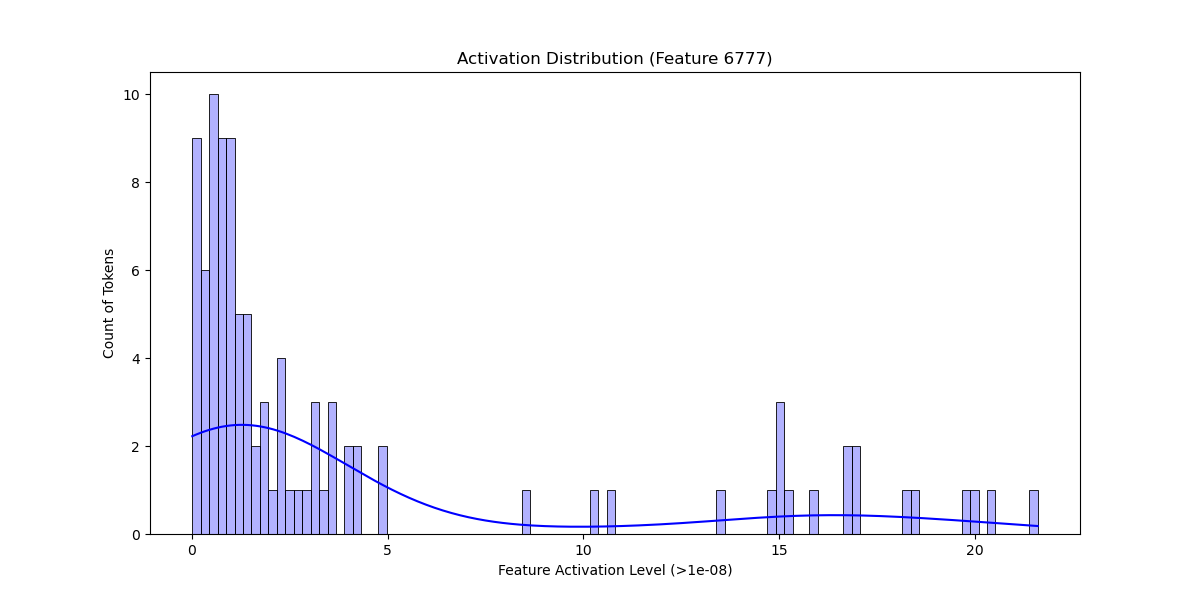 Activation Distribution (Feature 6777)
10
8
6
4
2
0
Count of Tokens
0 5 10 15 20
Feature Activation Level (>1e-08)